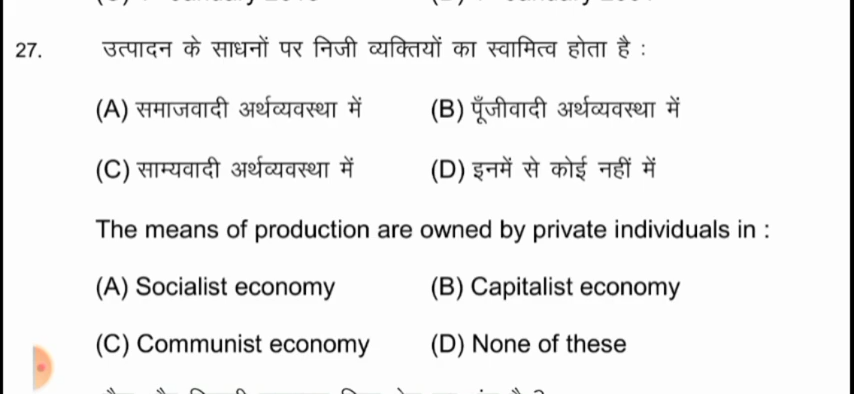 27. उत्पादन के साधनों पर निजी व्यक्तियों का स्वामित्व होता है :
(A) समाजवादी अर्थव्यवस्था में (B) पूँजीवादी अर्थव्यवस्था में
(C) साम्यवादी अर्थव्यवस्था में (D) इनमें से कोई नहीं में
The means of production are owned by private individuals in :
(A) Socialist economy (B) Capitalist economy
(C) Communist economy (D) None of these